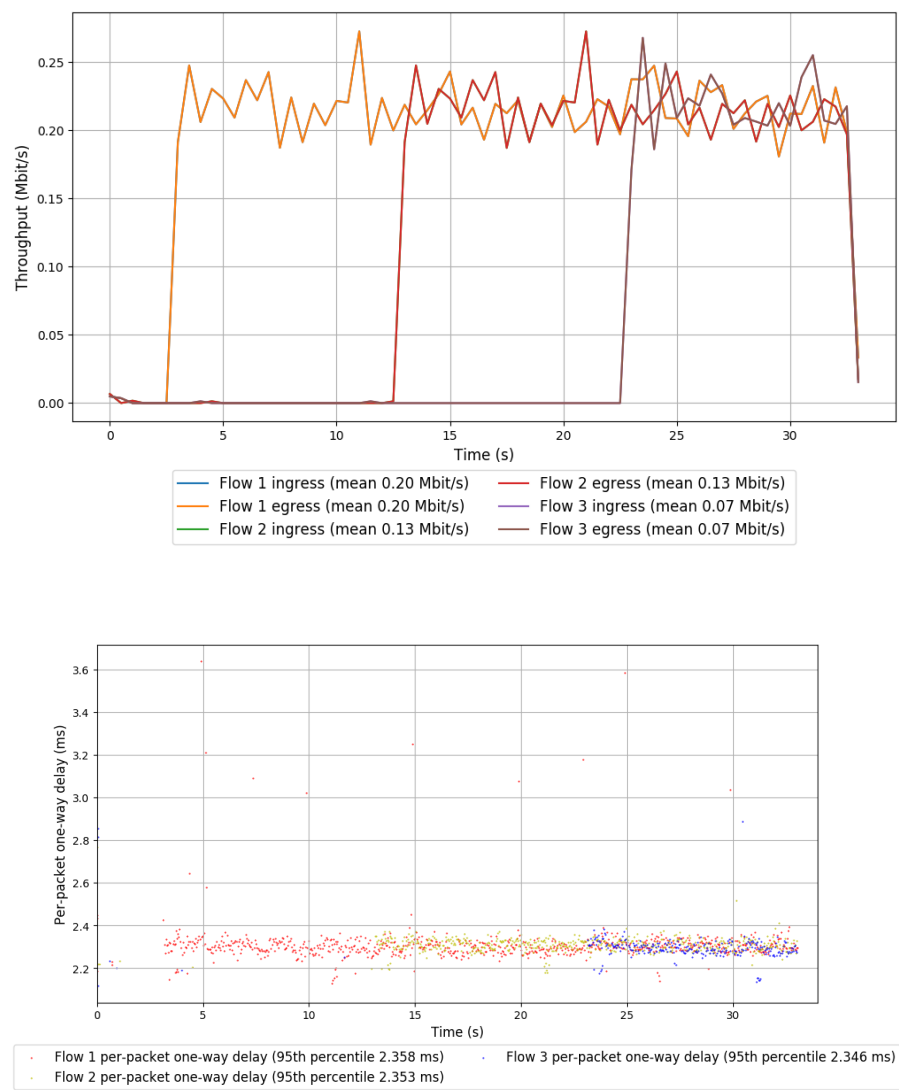 0.25
0.20
0.15
0.10
0.05
0.00
Throughput (Mbit/s)
0 5 10 15 20 25 30
Time (s)
Flow 1 ingress (mean 0.20 Mbit/s)
Flow 1 egress (mean 0.20 Mbit/s)
Flow 2 ingress (mean 0.13 Mbit/s)
Flow 2 egress (mean 0.13 Mbit/s)
Flow 3 ingress (mean 0.07 Mbit/s)
Flow 3 egress (mean 0.07 Mbit/s)
3.6
3.4
3.2
3.0
2.8
2.6
2.4
2.2
Per-packet one-way delay (ms)
0 5 10 15 20 25 30
Time (s)
Flow 1 per-packet one-way delay (95th percentile 2.358 ms)
Flow 2 per-packet one-way delay (95th percentile 2.353 ms)
Flow 3 per-packet one-way delay (95th percentile 2.346 ms)